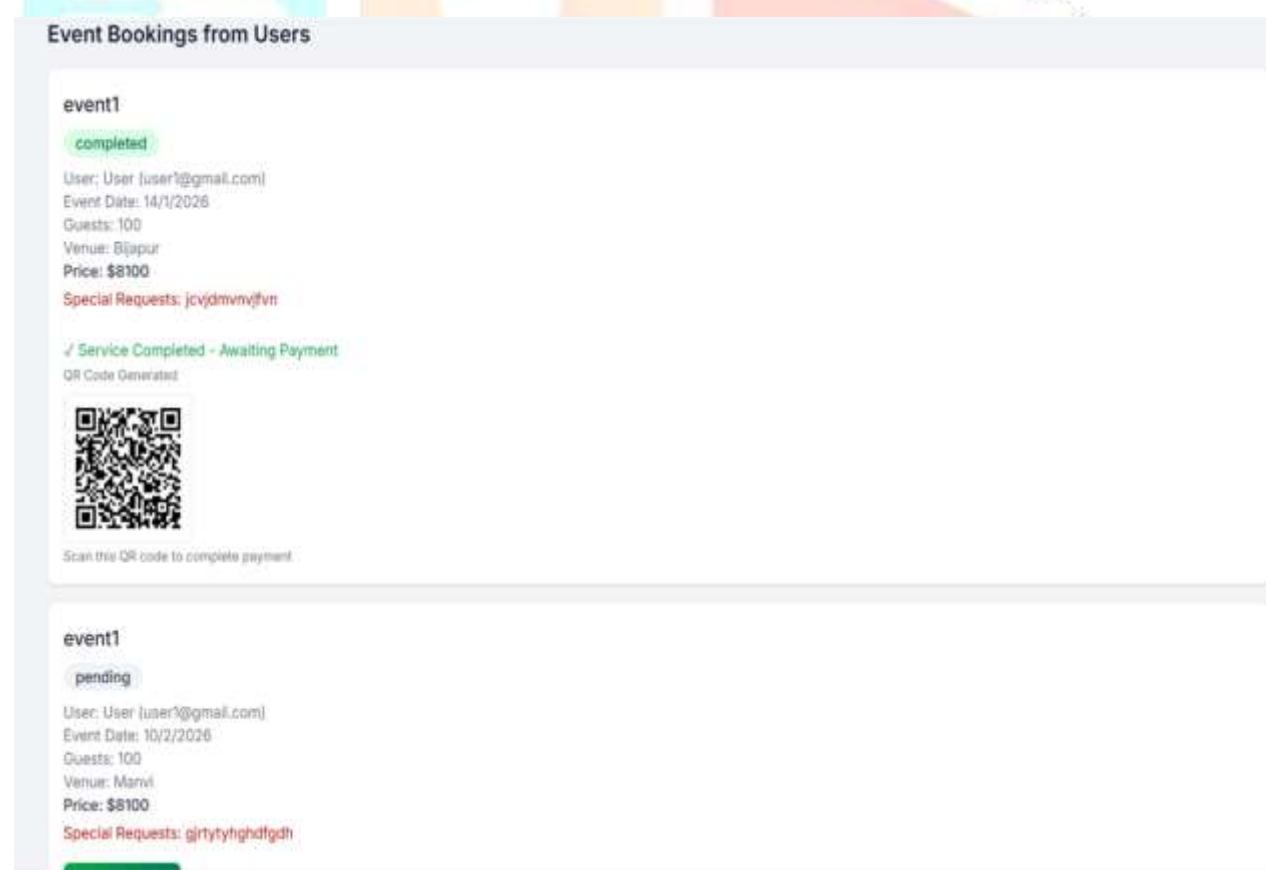 Event Bookings from Users
event1
completed
User: User (user1@gmail.com)
Event Date: 14/1/2026
Guests: 100
Venue: Bijapur
Price: $8100
Special Requests: jcvjdmvnvjfvn
✓ Service Completed - Awaiting Payment
QR Code Generated
Scan this QR code to complete payment
event1
pending
User: User (user1@gmail.com)
Event Date: 10/2/2026
Guests: 100
Venue: Manvi
Price: $8100
Special Requests: gjrtytyhghdfgdh